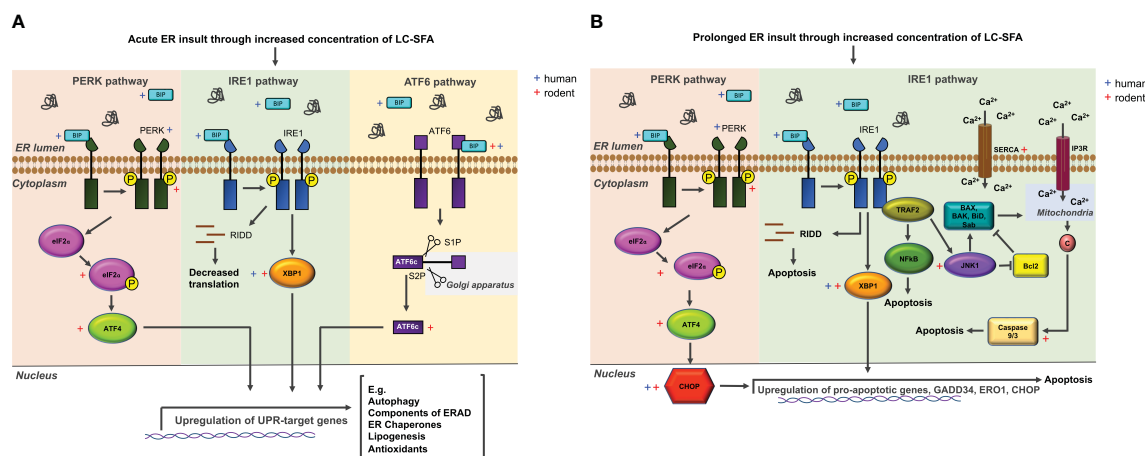 A
Acute ER insult through increased concentration of LC-SFA
PERK pathway
IRE1 pathway
ATF6 pathway
+ human
+ rodent
+ BIP
+ BIP
+ BIP
+ BIP
PERK +
+ BIP
IRE1
ATF6
BIP ++
ER lumen
Cytoplasm
P
P
+
P
P
RIDD
Decreased translation
eIF2α
+ eIF2α
P
+ + XBP1
S1P
ATF6c
S2P
Golgi apparatus
+ ATF4
ATF6c +
Nucleus
Upregulation of UPR-target genes
E.g.
Autophagy
Components of ERAD
ER Chaperones
Lipogenesis
Antioxidants
B
Prolonged ER insult through increased concentration of LC-SFA
PERK pathway
IRE1 pathway
+ human
+ rodent
+ BIP
+ BIP
+ BIP
+PERK
+ BIP
IRE1
Ca2+
Ca2+
Ca2+
Ca2+
Ca2+
Ca2+
Ca2+
Ca2+
SERCA +
IP3R
ER lumen
Cytoplasm
P
P
+
P
P
Ca2+
Ca2+
Ca2+
Ca2+
Ca2+
Mitochondria
TRAF2
BAX,
BAK, BiD,
Sab
+
RIDD
Apoptosis
eIF2α
+ eIF2α
P
NFkB
Apoptosis
+ JNK1
Bcl2
C
+ + XBP1
+ ATF4
Apoptosis
Caspase
9/3
+
Nucleus
+ + CHOP
Upregulation of pro-apoptotic genes, GADD34, ERO1, CHOP
Apoptosis